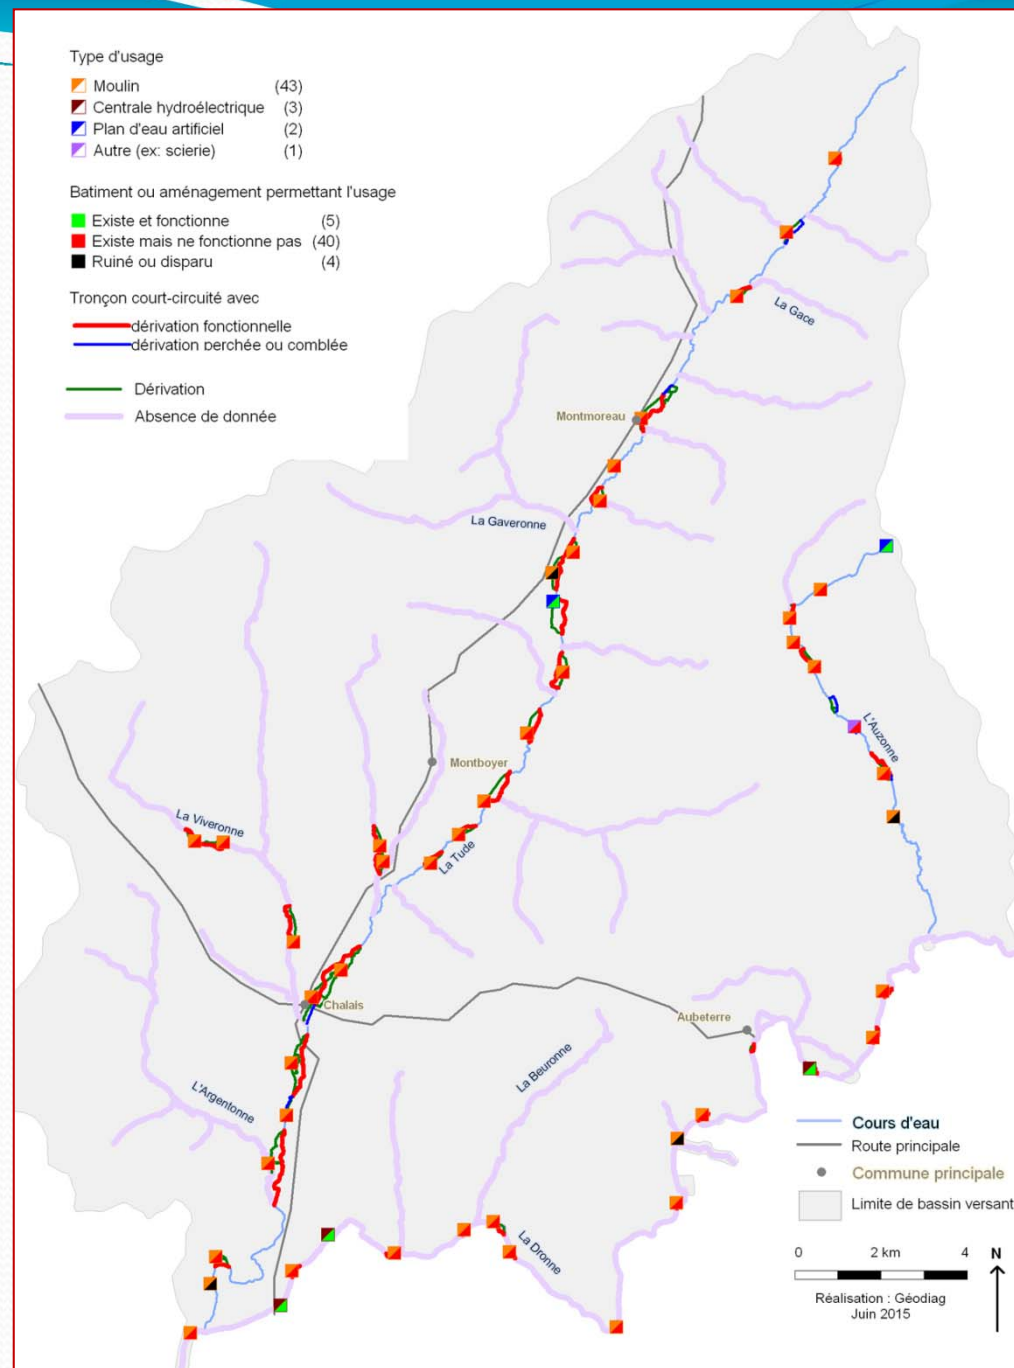 Type d'usage
Moulin (43)
Centrale hydroélectrique (3)
Plan d'eau artificiel (2)
Autre (ex: scierie) (1)
Batiment ou aménagement permettant l'usage
Existe et fonctionne (5)
Existe mais ne fonctionne pas (40)
Ruiné ou disparu (4)
Tronçon court-circuité avec
dérivation fonctionnelle
dérivation perchée ou comblée
Dérivation
Absence de donnée
La Gace
Montmoreau
La Gaveronne
L'Auzonne
Montboyer
La Viveronne
La Tude
Chalais
Aubeterre
La Beuronne
L'Argentonne
La Dronne
Cours d'eau
Route principale
Commune principale
Limite de bassin versant
0 2 km 4 N
Réalisation : Géodiag
Juin 2015